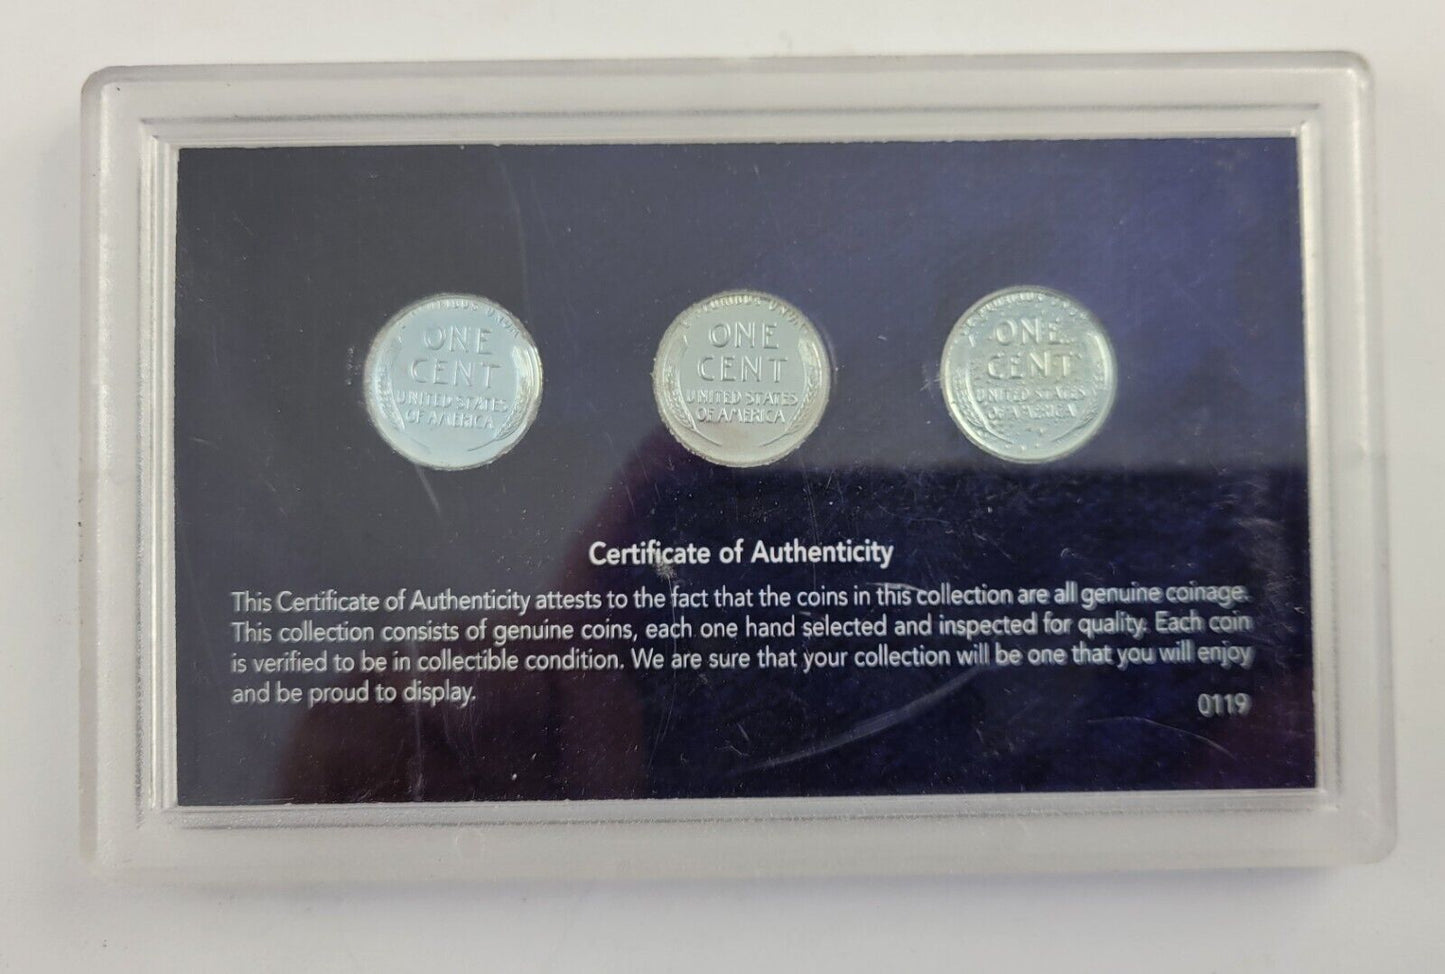 PLURIBUS UNUM
ONE
CENT
UNITED STATES
OF AMERICA
PLURIBUS UNUM
ONE
CENT
UNITED STATES
OF AMERICA
ONE
CENT
UNITED STATES
OF AMERICA
Certificate of Authenticity
This Certificate of Authenticity attests to the fact that the coins in this collection are all genuine coinage.
This collection consists of genuine coins, each one hand selected and inspected for quality. Each coin
is verified to be in collectible condition. We are sure that your collection will be one that you will enjoy
and be proud to display.
0119